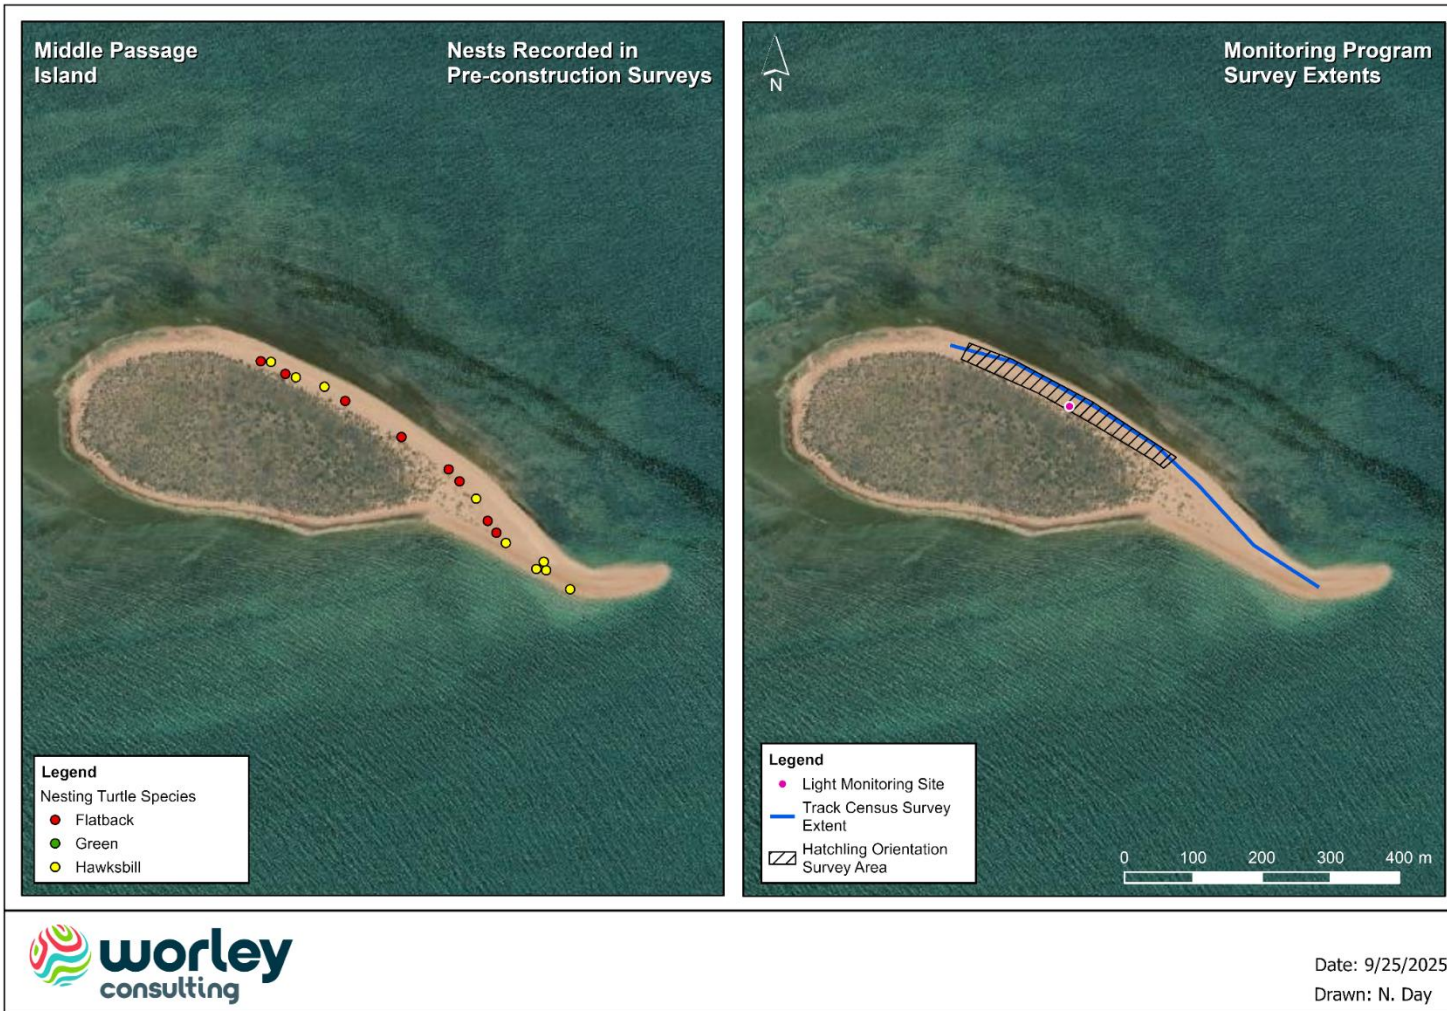 Middle Passage
Island
Nests Recorded in
Pre-construction Surveys
Legend
Nesting Turtle Species
Flatback
Green
Hawksbill
N
Monitoring Program
Survey Extents
Legend
Light Monitoring Site
Track Census Survey
Extent
Hatchling Orientation
Survey Area
0 100 200 300 400 m
worley
consulting
Date: 9/25/2025
Drawn: N. Day